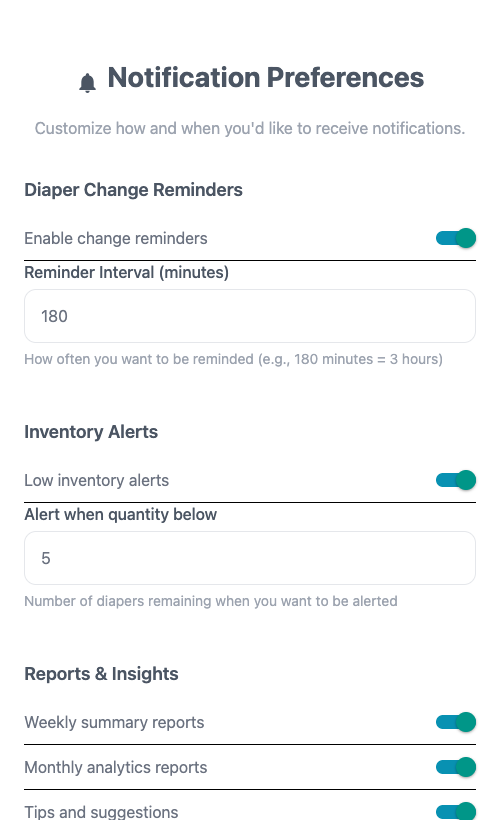 Notification Preferences
Customize how and when you'd like to receive notifications.
Diaper Change Reminders
Enable change reminders
Reminder Interval (minutes)
180
How often you want to be reminded (e.g., 180 minutes = 3 hours)
Inventory Alerts
Low inventory alerts
Alert when quantity below
5
Number of diapers remaining when you want to be alerted
Reports & Insights
Weekly summary reports
Monthly analytics reports
Tips and suggestions